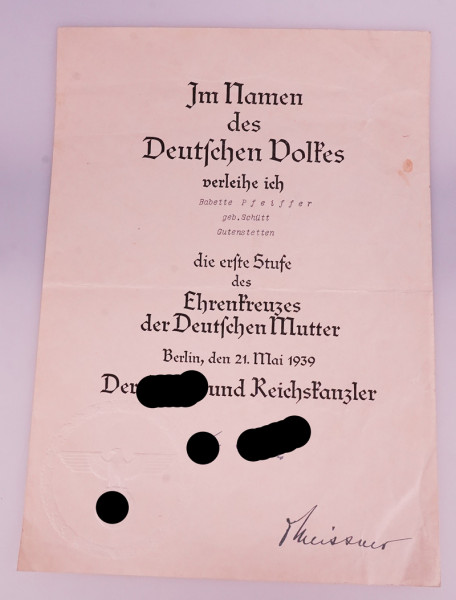 Im Namen
des
Deutschen Volkes
verleihe ich
Babette Pfeiffer
geb.Schütt
Gutenstetten
die erste Stufe
des
Ehrenkreuzes
der Deutschen Mutter
Berlin, den 21. Mai 1939
Der und Reichskanzler
Meissner